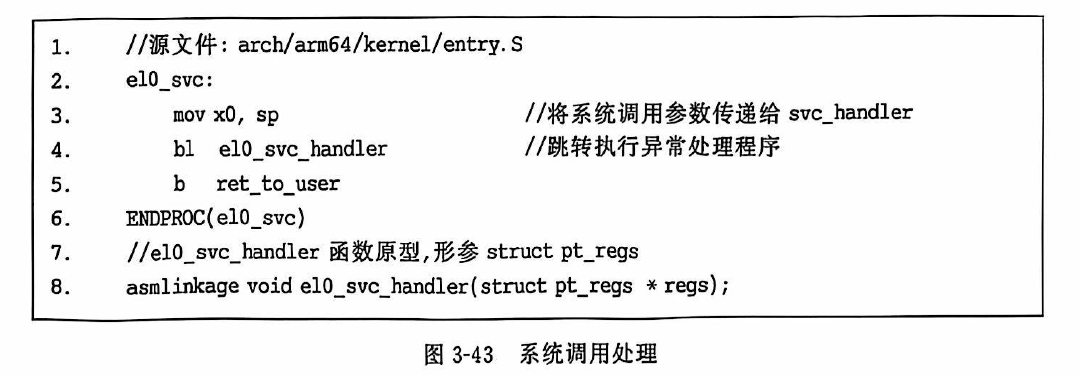 1. //源文件: arch/arm64/kernel/entry.S
2. el0_svc:
3. mov x0, sp //将系统调用参数传递给 svc_handler
4. bl el0_svc_handler //跳转执行异常处理程序
5. b ret_to_user
6. ENDPROC(el0_svc)
7. //el0_svc_handler 函数原型,形参 struct pt_regs
8. asmlinkage void el0_svc_handler(struct pt_regs * regs);
图 3-43 系统调用处理